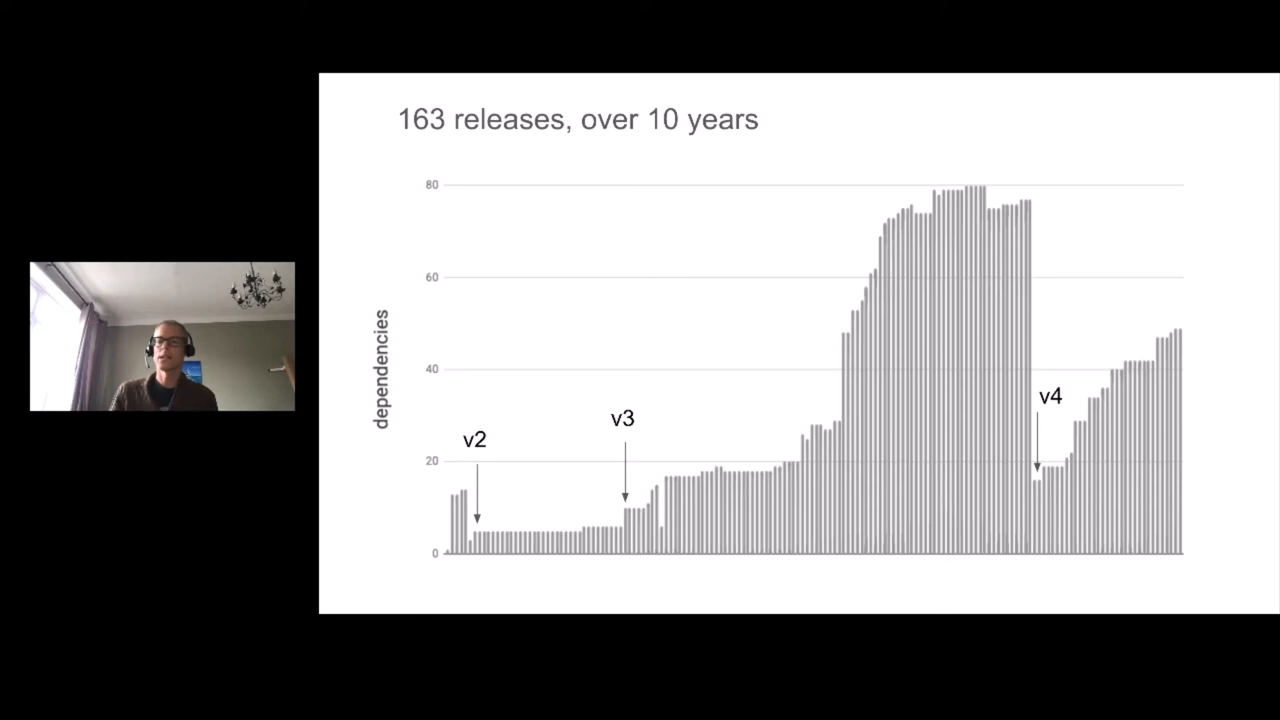 163 releases, over 10 years
dependencies
80
60
40
20
0
v2
v3
v4